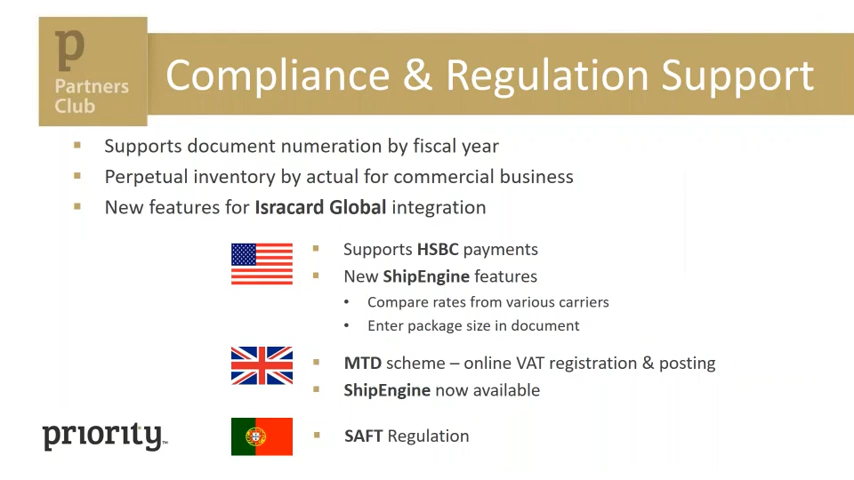 p
Partners
Club
Compliance & Regulation Support
Supports document numeration by fiscal year
Perpetual inventory by actual for commercial business
New features for Isracard Global integration
Supports HSBC payments
New ShipEngine features
Compare rates from various carriers
Enter package size in document
MTD scheme – online VAT registration & posting
ShipEngine now available
SAFT Regulation
priority™